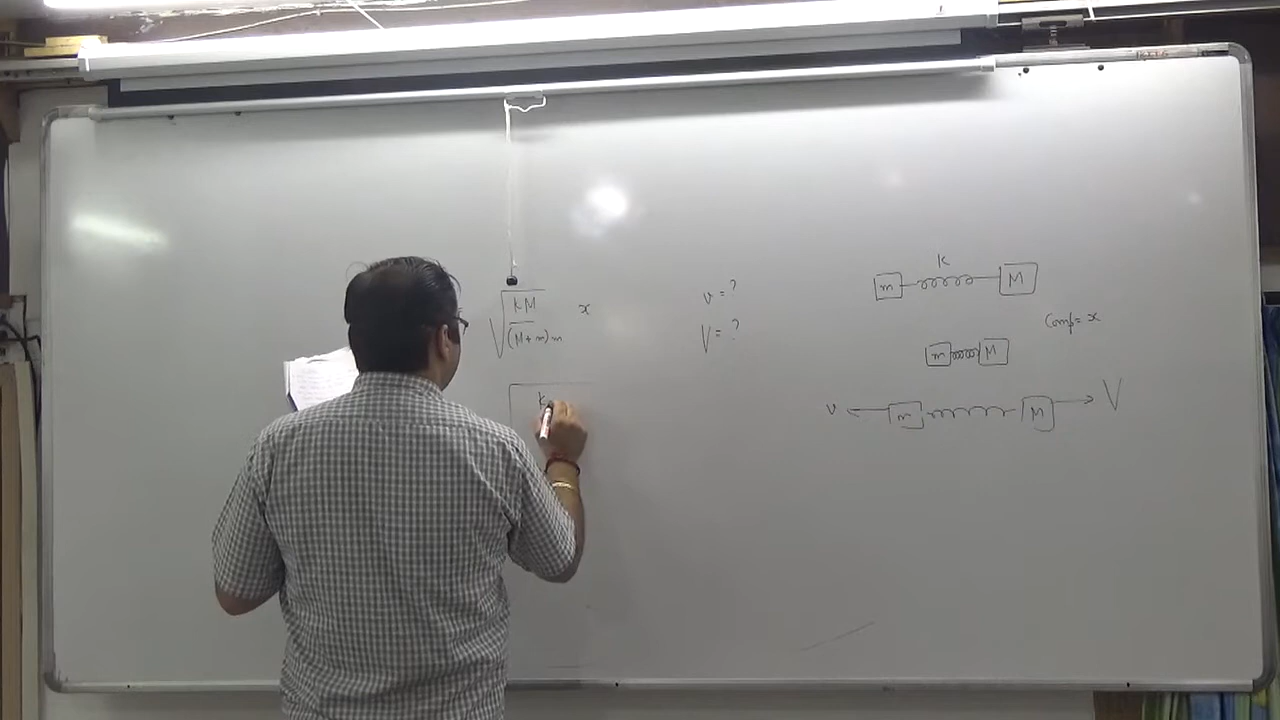 √(kM/(M+m)m) x
k
v = ?
V = ?
k
m M
Comp = x
m M
v m M V